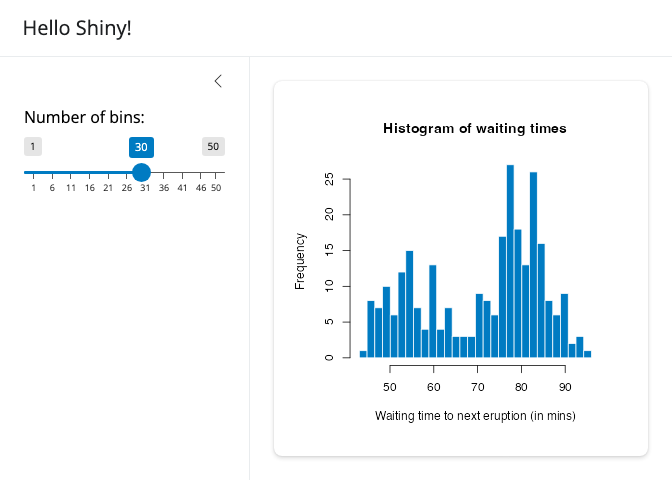 Hello Shiny!
Number of bins:
1 30 50
1 6 11 16 21 26 31 36 41 46 50
Histogram of waiting times
Frequency
25
20
15
10
5
0
50 60 70 80 90
Waiting time to next eruption (in mins)